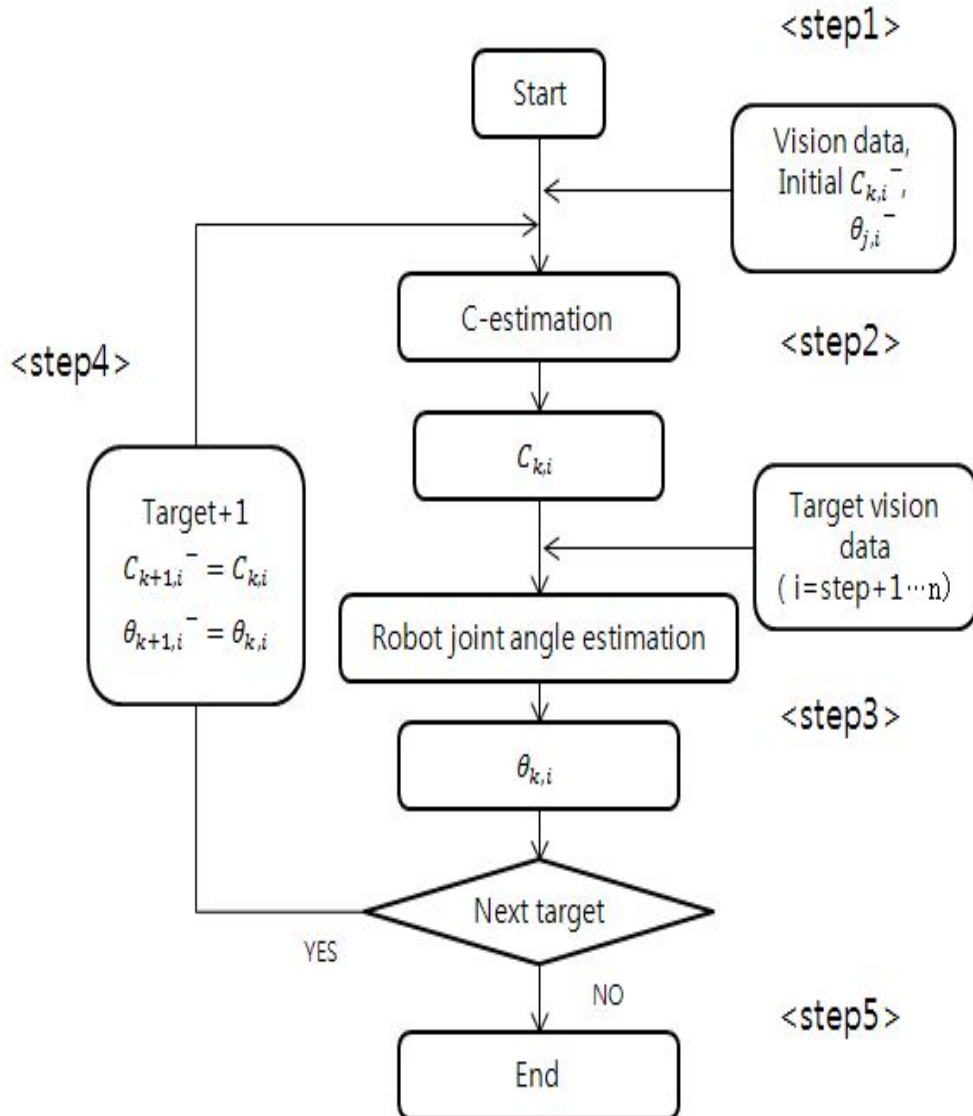 <step1>
Start
Vision data,
Initial C_{k,i}^-,
θ_{j,i}^-
C-estimation
<step2>
<step4>
C_{k,i}
Target+1
C_{k+1,i}^- = C_{k,i}
θ_{k+1,i}^- = θ_{k,i}
Target vision
data
( i=step+1⋯n)
Robot joint angle estimation
<step3>
θ_{k,i}
Next target
YES
NO
<step5>
End